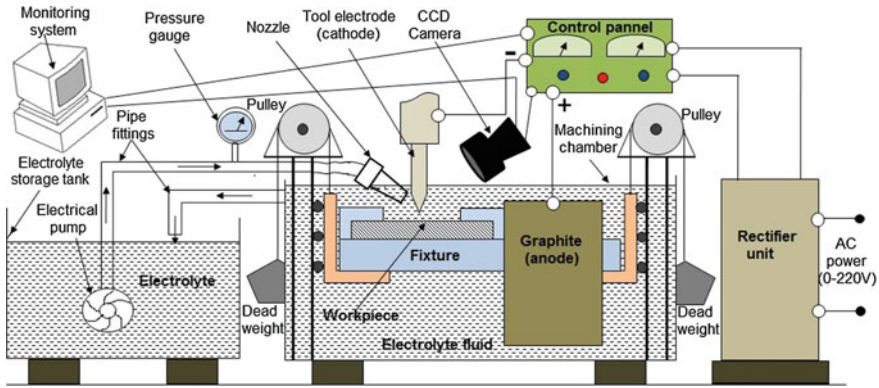 Monitoring
system
Pressure
gauge
Nozzle
Tool electrode
(cathode)
CCD
Camera
Control pannel
-
+
Pulley
Pipe
fittings
Machining
chamber
Pulley
Electrolyte
storage tank
Electrical
pump
Electrolyte
Fixture
Graphite
(anode)
Rectifier
unit
AC
power
(0-220V)
Dead
weight
Workpiece
Dead
weight
Electrolyte fluid